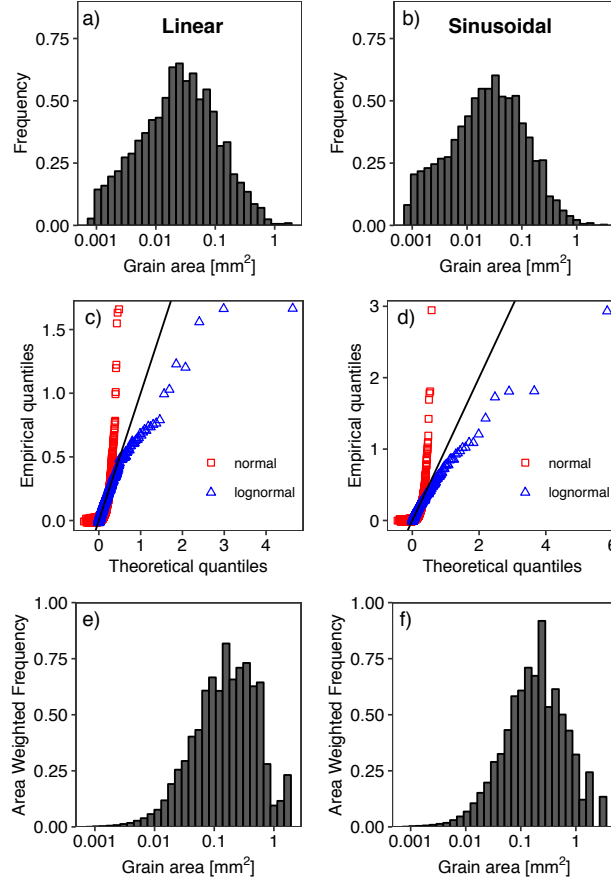 a)
Linear
Frequency
0.75
0.50
0.25
0.00
0.001
0.01
0.1
1
Grain area [mm²]
b)
Sinusoidal
Frequency
0.75
0.50
0.25
0.00
0.001
0.01
0.1
1
Grain area [mm²]
c)
Empirical quantiles
1.5
1.0
0.5
0.0
normal
lognormal
0
1
2
3
4
Theoretical quantiles
d)
Empirical quantiles
3
2
1
0
normal
lognormal
0
2
4
6
Theoretical quantiles
e)
Area Weighted Frequency
1.00
0.75
0.50
0.25
0.00
0.001
0.01
0.1
1
Grain area [mm²]
f)
Area Weighted Frequency
1.00
0.75
0.50
0.25
0.00
0.001
0.01
0.1
1
Grain area [mm²]